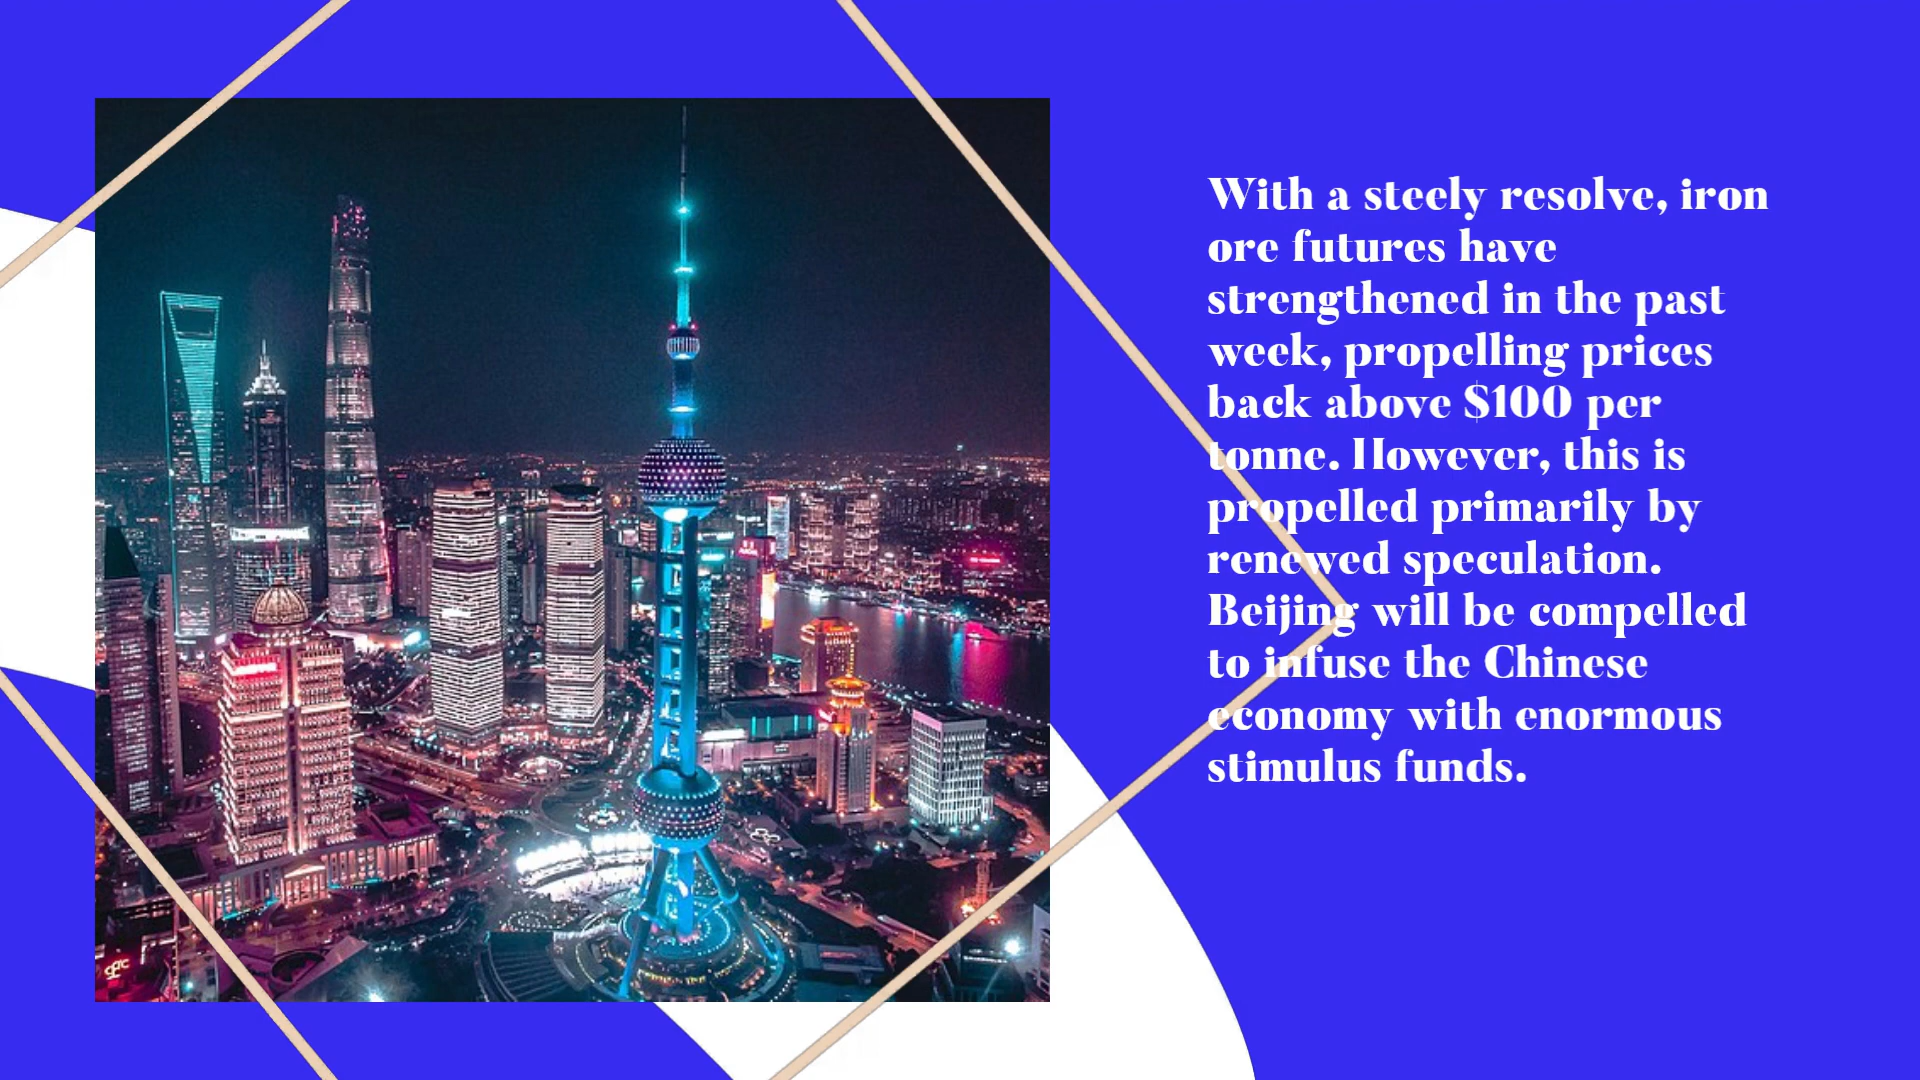 With a steely resolve, iron
ore futures have
strengthened in the past
week, propelling prices
back above $100 per
tonne. However, this is
propelled primarily by
renewed speculation.
Beijing will be compelled
to infuse the Chinese
economy with enormous
stimulus funds.